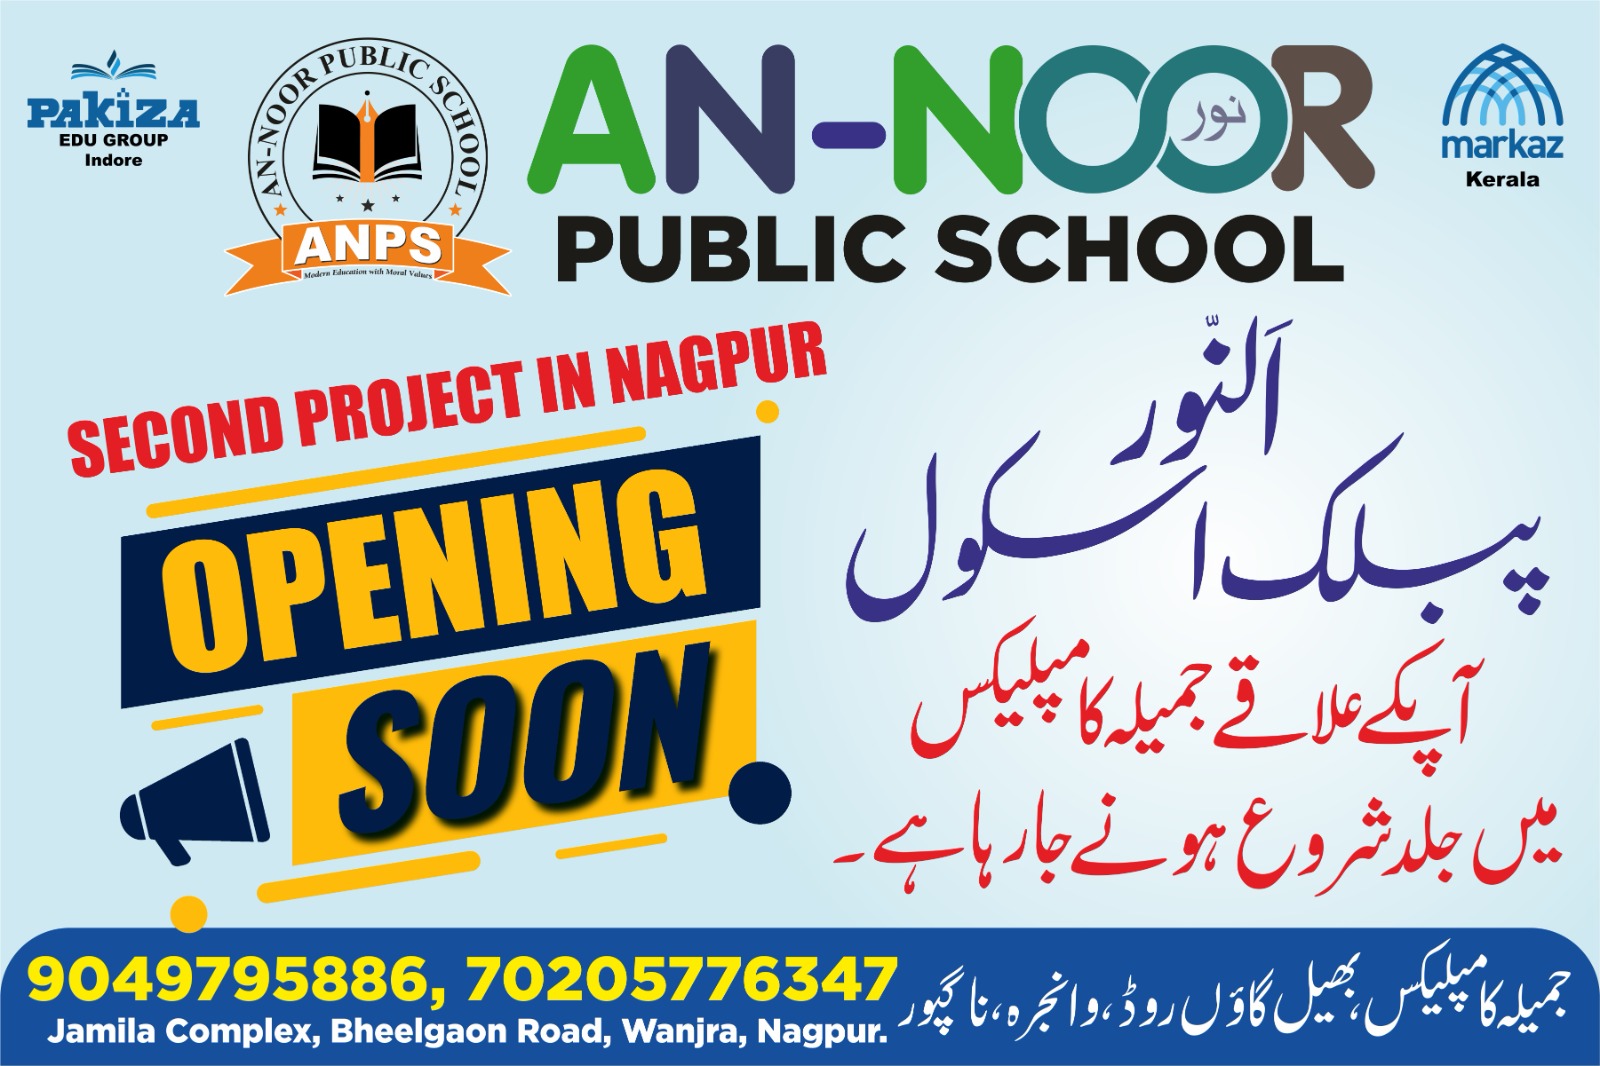 PAKIZA
EDU GROUP
Indore
AN-NOOR PUBLIC SCHOOL
ANPS
Modern Education with Moral Values
AN-NOOR
نور
PUBLIC SCHOOL
markaz
Kerala
SECOND PROJECT IN NAGPUR
OPENING
SOON
اَلنّور
پبلک اسکول
آپکے علاقے جمیلہ کامپلیکس
میں جلد شروع ہونے جا رہا ہے۔
9049795886, 70205776347
Jamila Complex, Bheelgaon Road, Wanjra, Nagpur.
جمیلہ کامپلیکس، بھیل گاؤں روڈ، وانجرہ، ناگپور